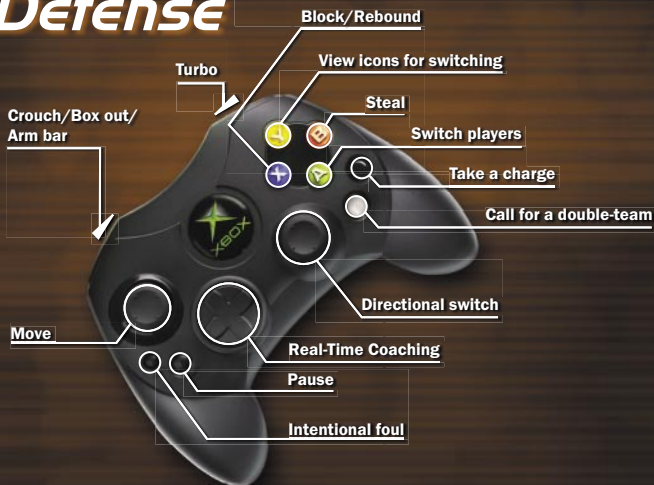 Defense
Block/Rebound
View icons for switching
Turbo
Steal
Crouch/Box out/
Arm bar
Switch players
Take a charge
Call for a double-team
Y
B
X
A
XBOX
Directional switch
Move
Real-Time Coaching
Pause
Intentional foul